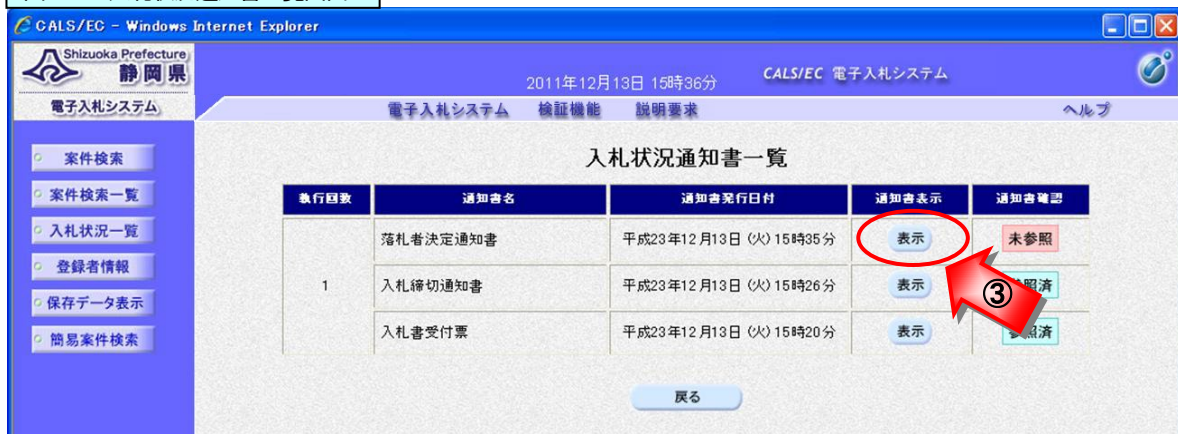 CALS/EC - Windows Internet Explorer
Shizuoka Prefecture
静岡県
2011年12月13日 15時36分
CALS/EC 電子入札システム
電子入札システム
電子入札システム 検証機能 説明要求
ヘルプ
案件検索
案件検索一覧
入札状況一覧
登録者情報
保存データ表示
簡易案件検索
入札状況通知書一覧
執行回数 通知書名 通知書発行日付 通知書表示 通知書確認
落札者決定通知書 平成23年12月13日 (火) 15時35分 表示 未参照
1 入札締切通知書 平成23年12月13日 (火) 15時26分 表示 照済
③
入札書受付票 平成23年12月13日 (火) 15時20分 表示 参照済
戻る